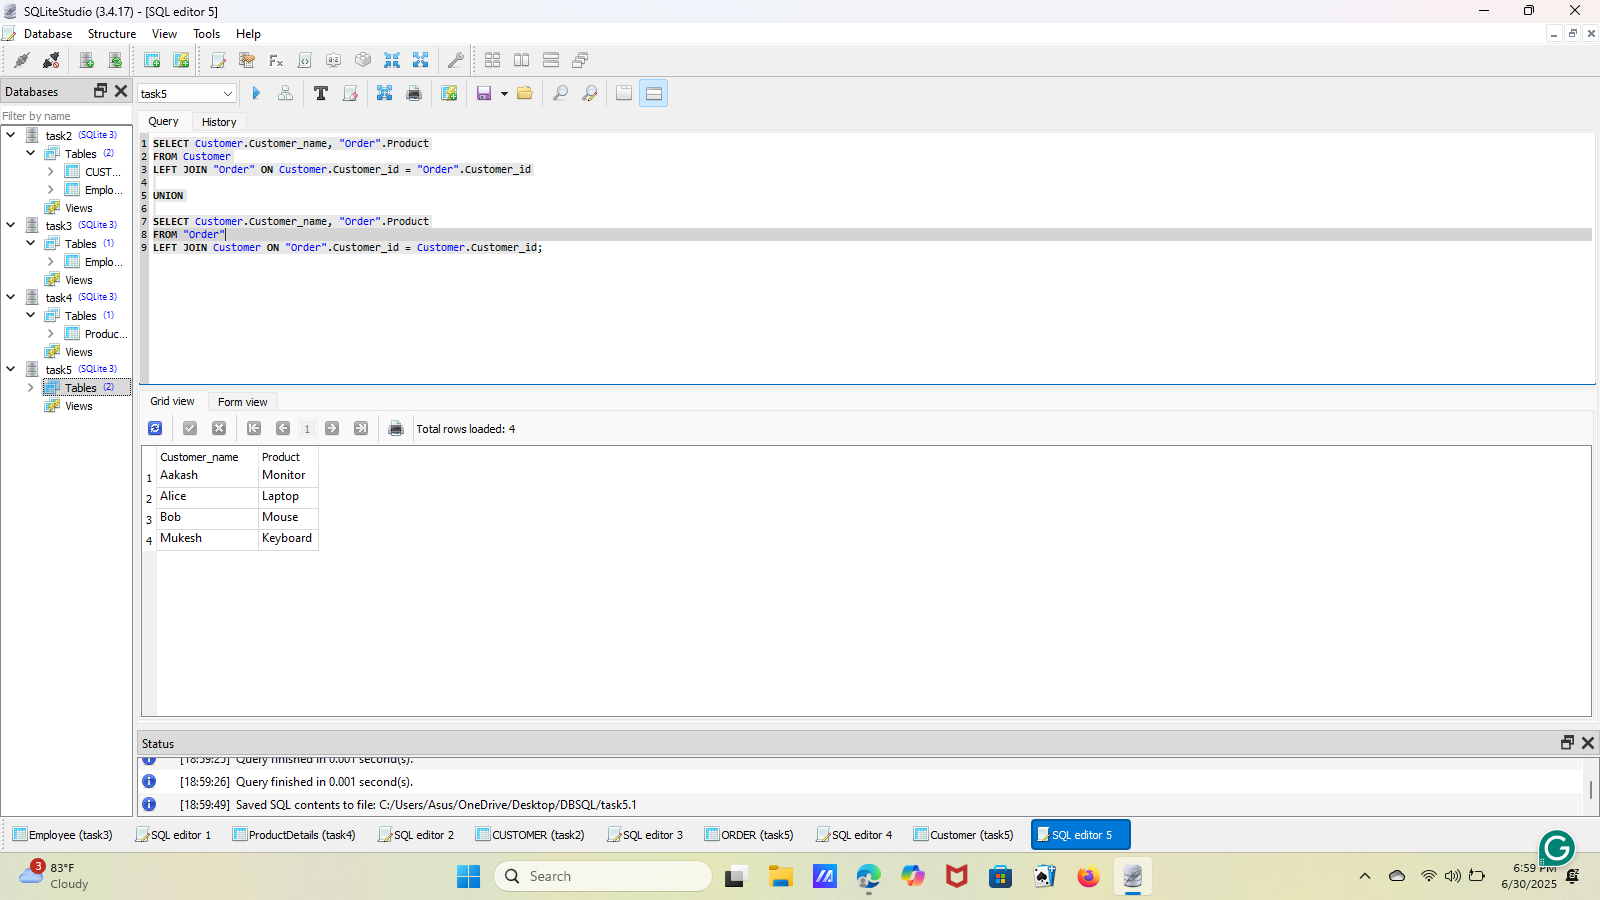 SQLiteStudio (3.4.17) - [SQL editor 5]
Database Structure View Tools Help
Databases
task5
Filter by name
Query History
task2 (SQLite 3)
Tables (2)
CUST...
Emplo...
Views
task3 (SQLite 3)
Tables (1)
Emplo...
Views
task4 (SQLite 3)
Tables (1)
Produc...
Views
task5 (SQLite 3)
Tables (2)
Views
1 SELECT Customer.Customer_name, "Order".Product
2 FROM Customer
3 LEFT JOIN "Order" ON Customer.Customer_id = "Order".Customer_id
4
5 UNION
6
7 SELECT Customer.Customer_name, "Order".Product
8 FROM "Order"
9 LEFT JOIN Customer ON "Order".Customer_id = Customer.Customer_id;
Grid view Form view
1 Total rows loaded: 4
Customer_name Product
1 Aakash Monitor
2 Alice Laptop
3 Bob Mouse
4 Mukesh Keyboard
Status
[18:59:25] Query finished in 0.001 second(s).
[18:59:26] Query finished in 0.001 second(s).
[18:59:49] Saved SQL contents to file: C:/Users/Asus/OneDrive/Desktop/DBSQL/task5.1
Employee (task3) SQL editor 1 ProductDetails (task4) SQL editor 2 CUSTOMER (task2) SQL editor 3 ORDER (task5) SQL editor 4 Customer (task5) SQL editor 5
3
83°F
Cloudy
Search
6:59 PM
6/30/2025